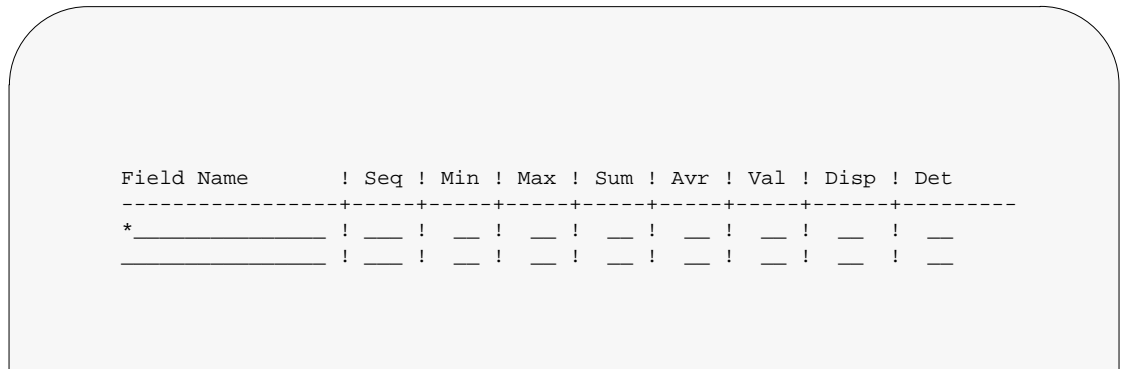 Field Name       ! Seq ! Min ! Max ! Sum ! Avr ! Val ! Disp ! Det
-----------------+-----+-----+-----+-----+-----+-----+------+---------
*_______________ ! ___ !  __ !  __ !  __ !  __ !  __ !  __  !  __
________________ ! ___ !  __ !  __ !  __ !  __ !  __ !  __  !  __